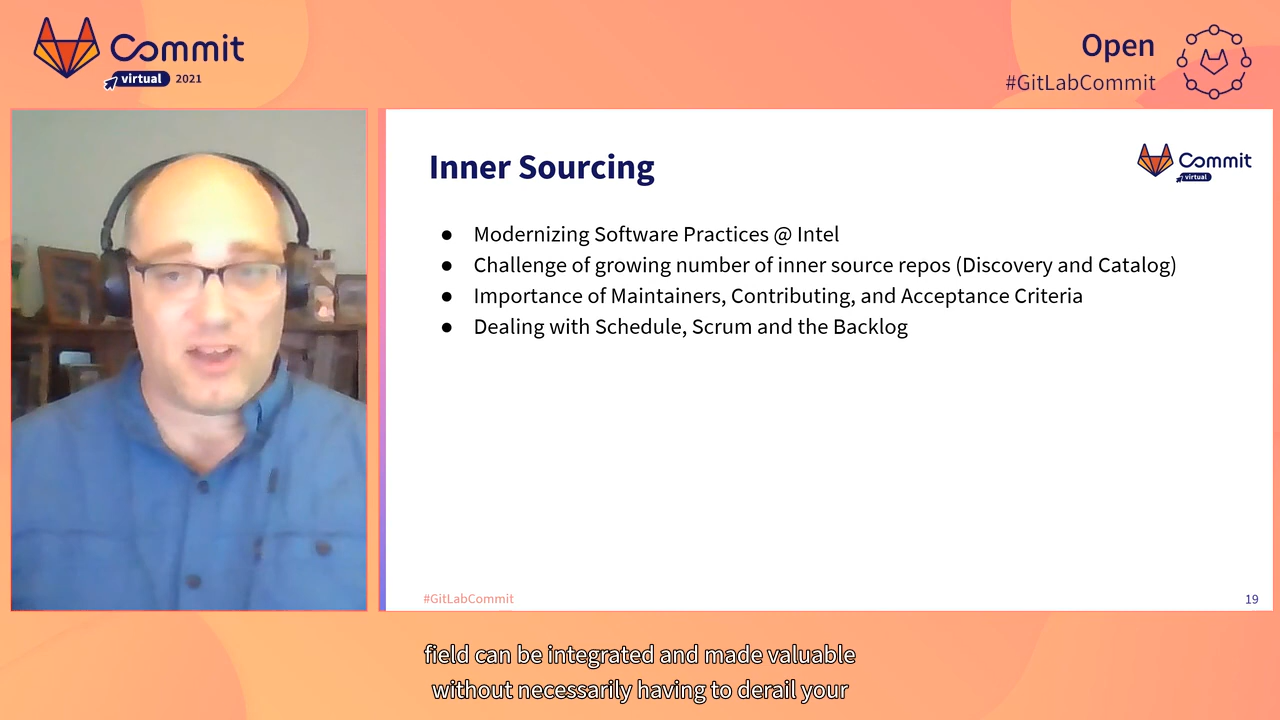 Commit
virtual 2021
Open
#GitLabCommit
Inner Sourcing
Commit
virtual
● Modernizing Software Practices @ Intel
● Challenge of growing number of inner source repos (Discovery and Catalog)
● Importance of Maintainers, Contributing, and Acceptance Criteria
● Dealing with Schedule, Scrum and the Backlog
#GitLabCommit
19
field can be integrated and made valuable
without necessarily having to derail your